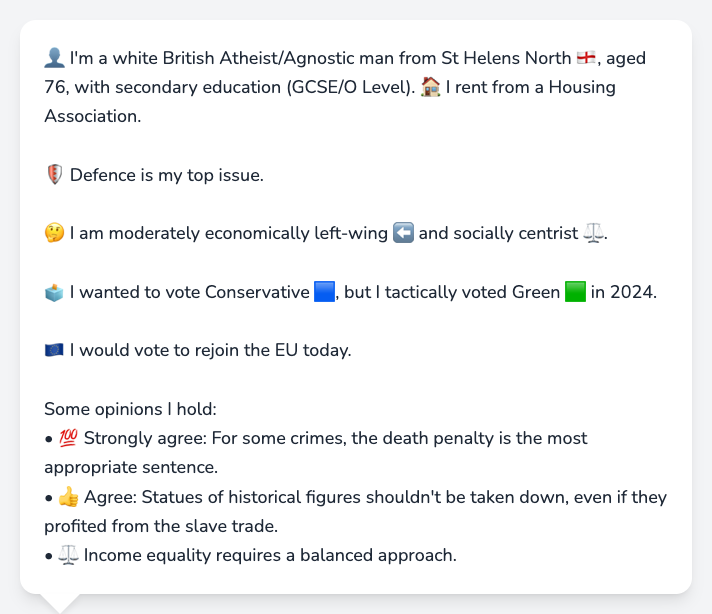 👤 I'm a white British Atheist/Agnostic man from St Helens North 🏴󠁧󠁢󠁥󠁮󠁧󠁿, aged
76, with secondary education (GCSE/O Level). 🏠 I rent from a Housing
Association.
🛡️ Defence is my top issue.
🤔 I am moderately economically left-wing ⬅️ and socially centrist ⚖️.
🗳️ I wanted to vote Conservative 🟦, but I tactically voted Green 🟩 in 2024.
🇪🇺 I would vote to rejoin the EU today.
Some opinions I hold:
• 💯 Strongly agree: For some crimes, the death penalty is the most
appropriate sentence.
• 👍 Agree: Statues of historical figures shouldn't be taken down, even if they
profited from the slave trade.
• ⚖️ Income equality requires a balanced approach.